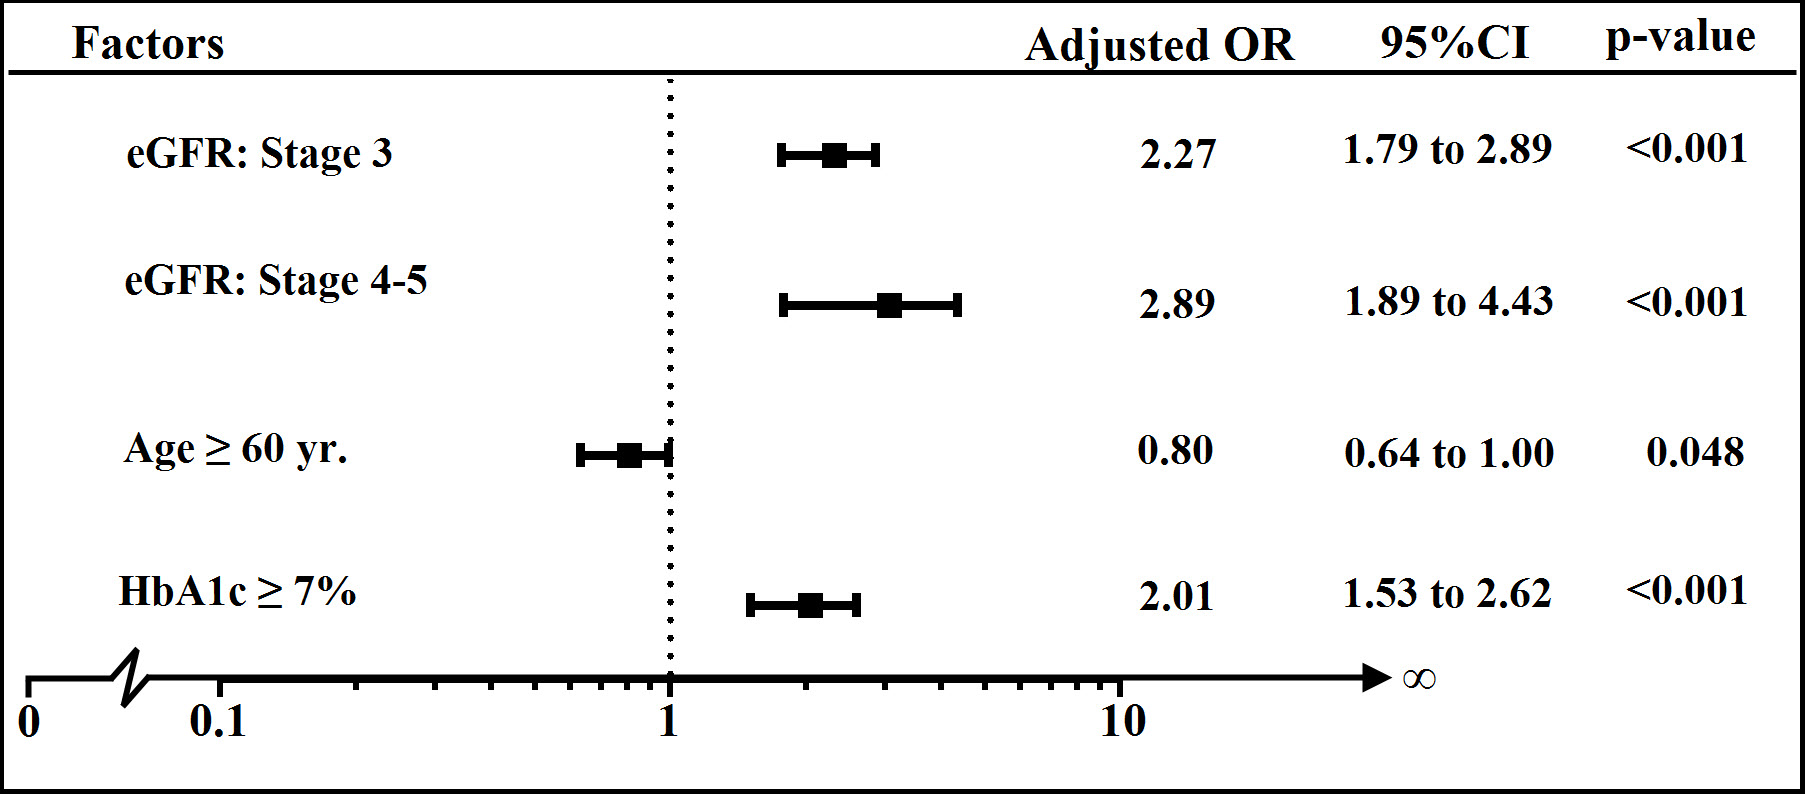 Factors Adjusted OR 95%CI p-value
eGFR: Stage 3 2.27 1.79 to 2.89 <0.001
eGFR: Stage 4-5 2.89 1.89 to 4.43 <0.001
Age ≥ 60 yr. 0.80 0.64 to 1.00 0.048
HbA1c ≥ 7% 2.01 1.53 to 2.62 <0.001
∞
0 0.1 1 10